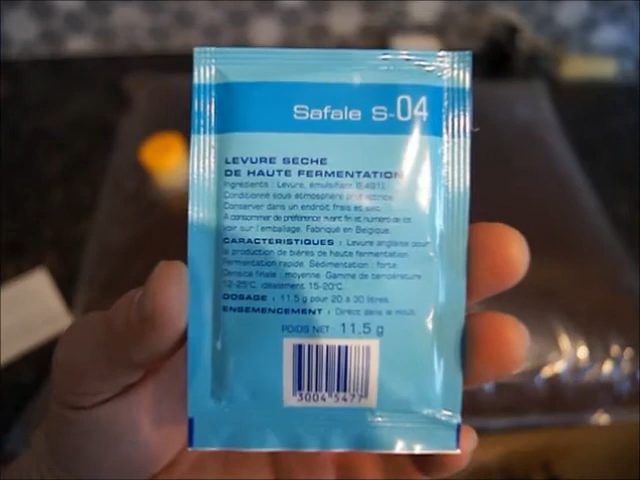 Safale S-04
LEVURE SÈCHE
DE HAUTE FERMENTATION
Ingrédients : Levure, émulsifiant (E491).
Conditionné sous atmosphère protectrice.
Conserver dans un endroit frais et sec.
A consommer de préférence avant fin et numéro de lot
voir sur l'emballage. Fabriqué en Belgique.
CARACTÉRISTIQUES : Levure anglaise pour
la production de bières de haute fermentation.
Fermentation rapide. Sédimentation : forte.
Densité finale : moyenne. Gamme de température
12-25°C, idéalement 15-20°C.
DOSAGE : 11.5 g pour 20 à 30 litres.
ENSEMENCEMENT : Direct dans le moût.
POIDS NET : 11.5 g
3004 5477